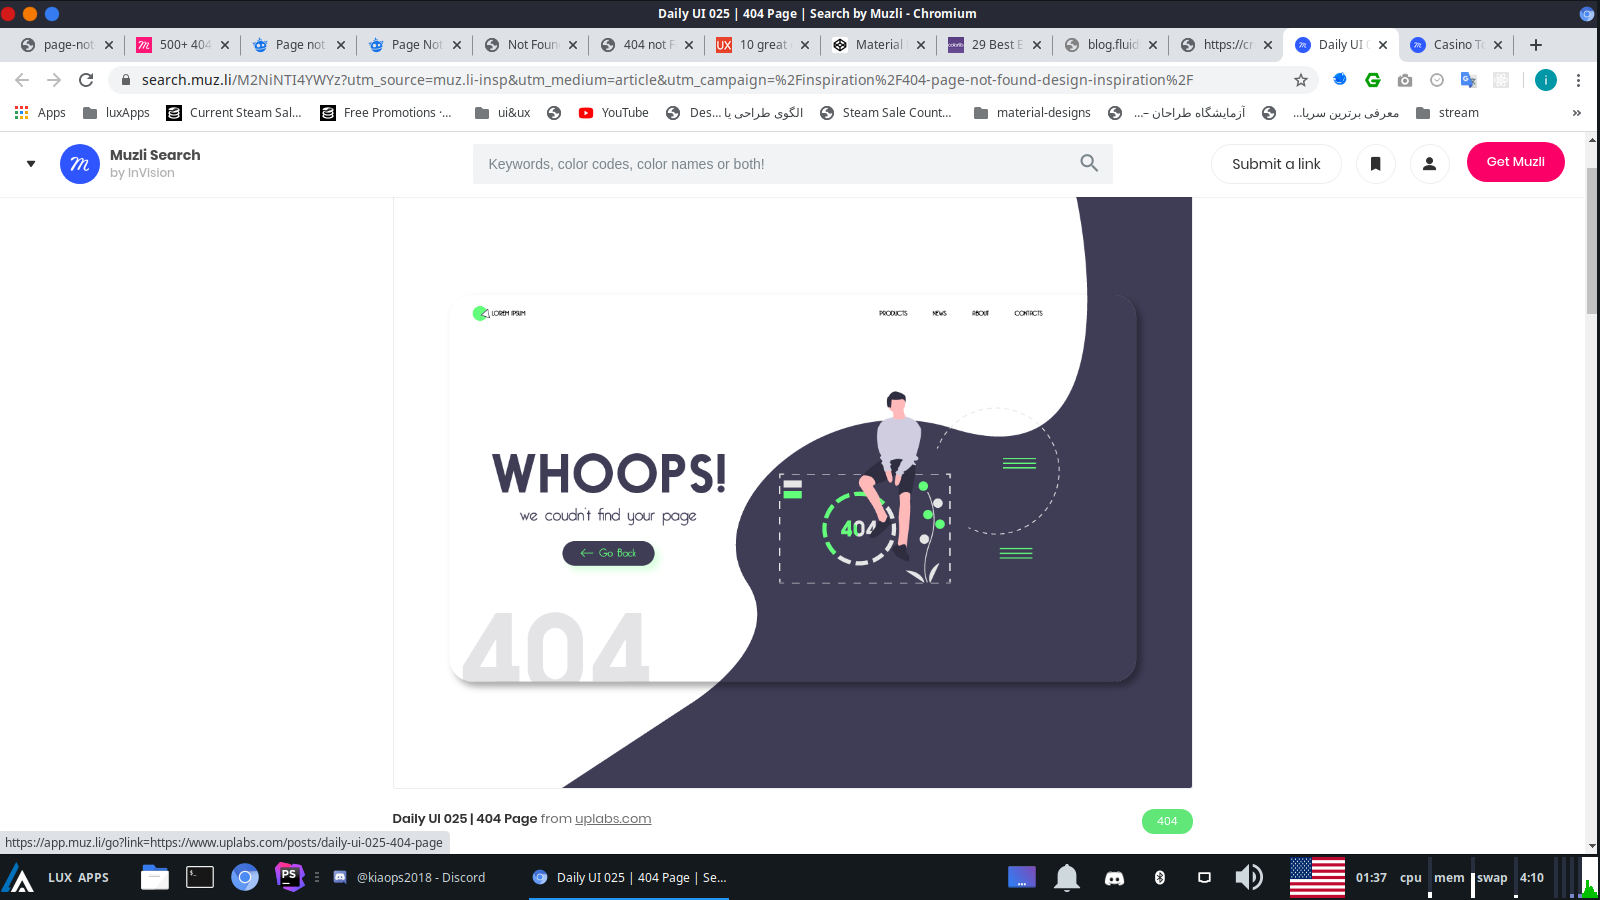 Daily UI 025 | 404 Page | Search by Muzli - Chromium
page-not
500+ 404
Page not
Page Not
Not Foun
404 not F
10 great
Material
29 Best E
blog.fluid
https://cr
Daily UI 0
Casino To
search.muz.li/M2NiNTI4YWYz?utm_source=muz.li-insp&utm_medium=article&utm_campaign=%2Finspiration%2F404-page-not-found-design-inspiration%2F
Apps
luxApps
Current Steam Sal...
Free Promotions ·...
ui&ux
YouTube
الگوی طراحی یا ...Des
Steam Sale Count...
material-designs
آزمایشگاه طراحان –...
معرفی برترین سریا...
stream
Muzli Search
by InVision
Keywords, color codes, color names or both!
Submit a link
Get Muzli
LOREM IPSUM
PRODUCTS
NEWS
ABOUT
CONTACTS
WHOOPS!
we coudn't find your page
Go Back
404
404
Daily UI 025 | 404 Page from uplabs.com
404
https://app.muz.li/go?link=https://www.uplabs.com/posts/daily-ui-025-404-page
LUX APPS
PS
@kiaops2018 - Discord
Daily UI 025 | 404 Page | Se...
01:37
cpu
mem
swap
4:10